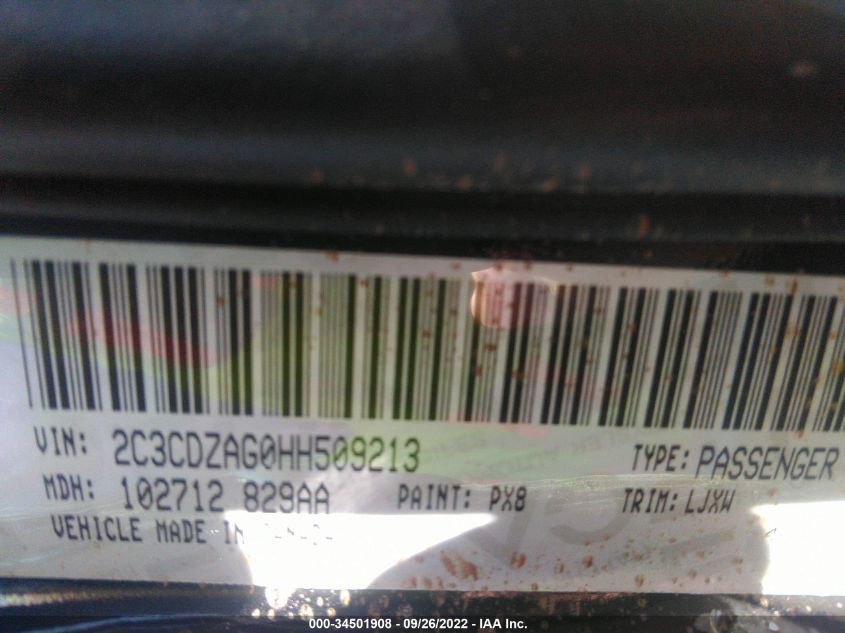 VIN: 2C3CDZAG0HH509213 TYPE: PASSENGER
MDH: 102712 829AA PAINT: PX8 TRIM: LJXW
VEHICLE MADE IN
000-34501908 - 09/26/2022 - IAA Inc.